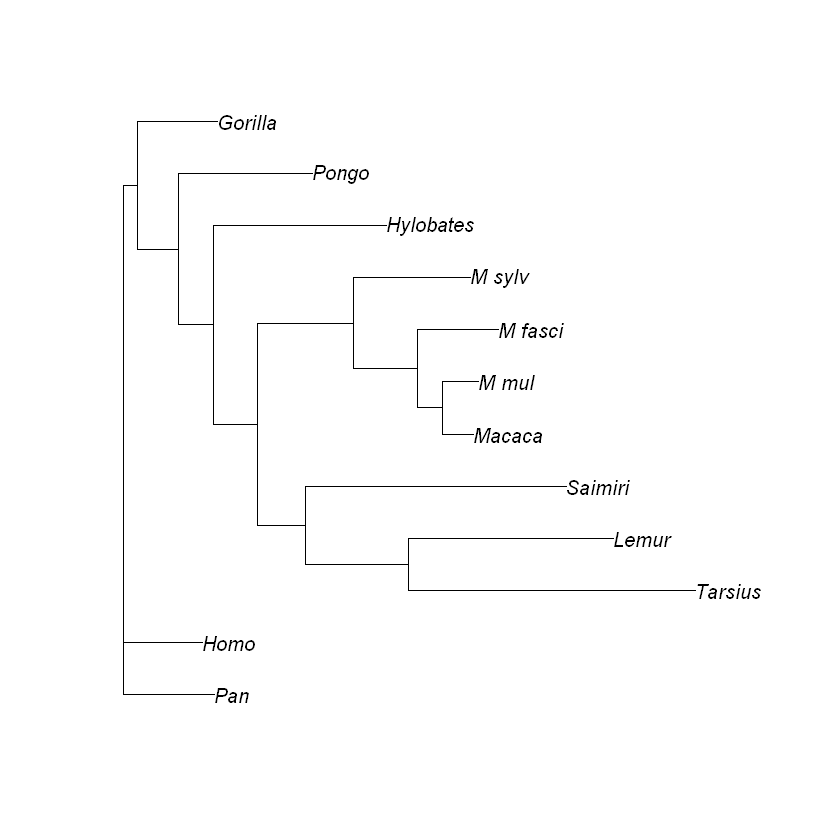 Gorilla
Pongo
Hylobates
M sylv
M fasci
M mul
Macaca
Saimiri
Lemur
Tarsius
Homo
Pan